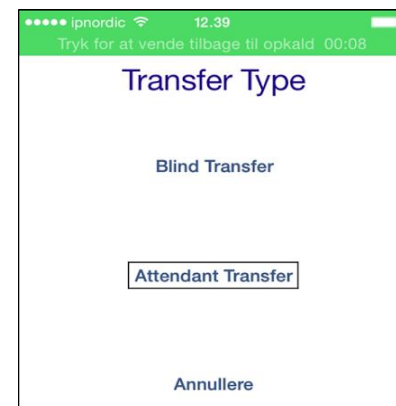 ipnordic 12.39
Tryk for at vende tilbage til opkald 00:08
Transfer Type
Blind Transfer
Attendant Transfer
Annullere